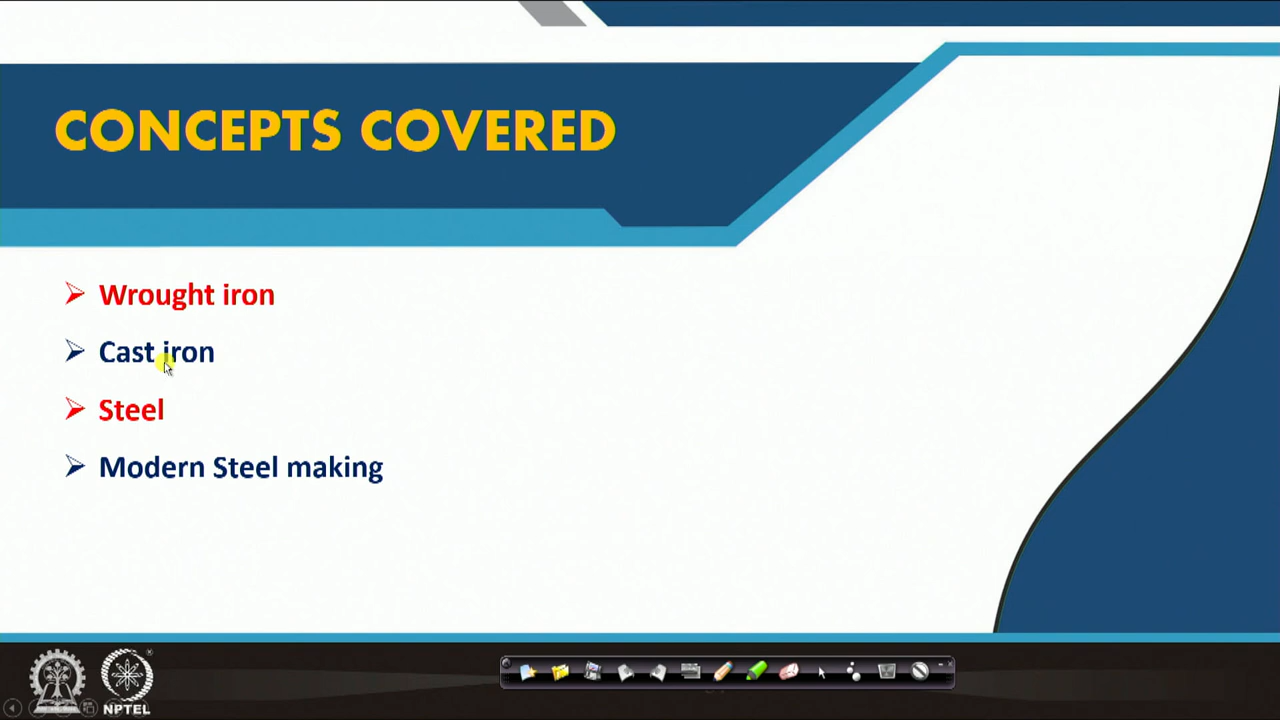 CONCEPTS COVERED
Wrought iron
Cast iron
Steel
Modern Steel making
NPTEL